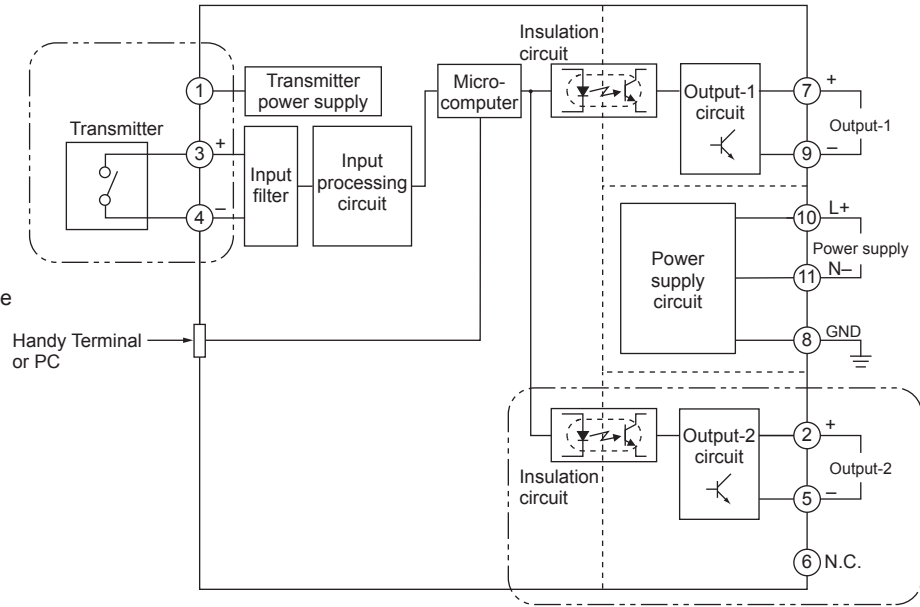 Insulation
circuit
1
Transmitter
power supply
Micro-
computer
Output-1
circuit
7
+
Output-1
9
–
Transmitter
3
+
4
–
Input
filter
Input
processing
circuit
10
L+
Power supply
11
N–
Power
supply
circuit
8
GND
e
Handy Terminal
or PC
Insulation
circuit
Output-2
circuit
2
+
Output-2
5
–
6
N.C.